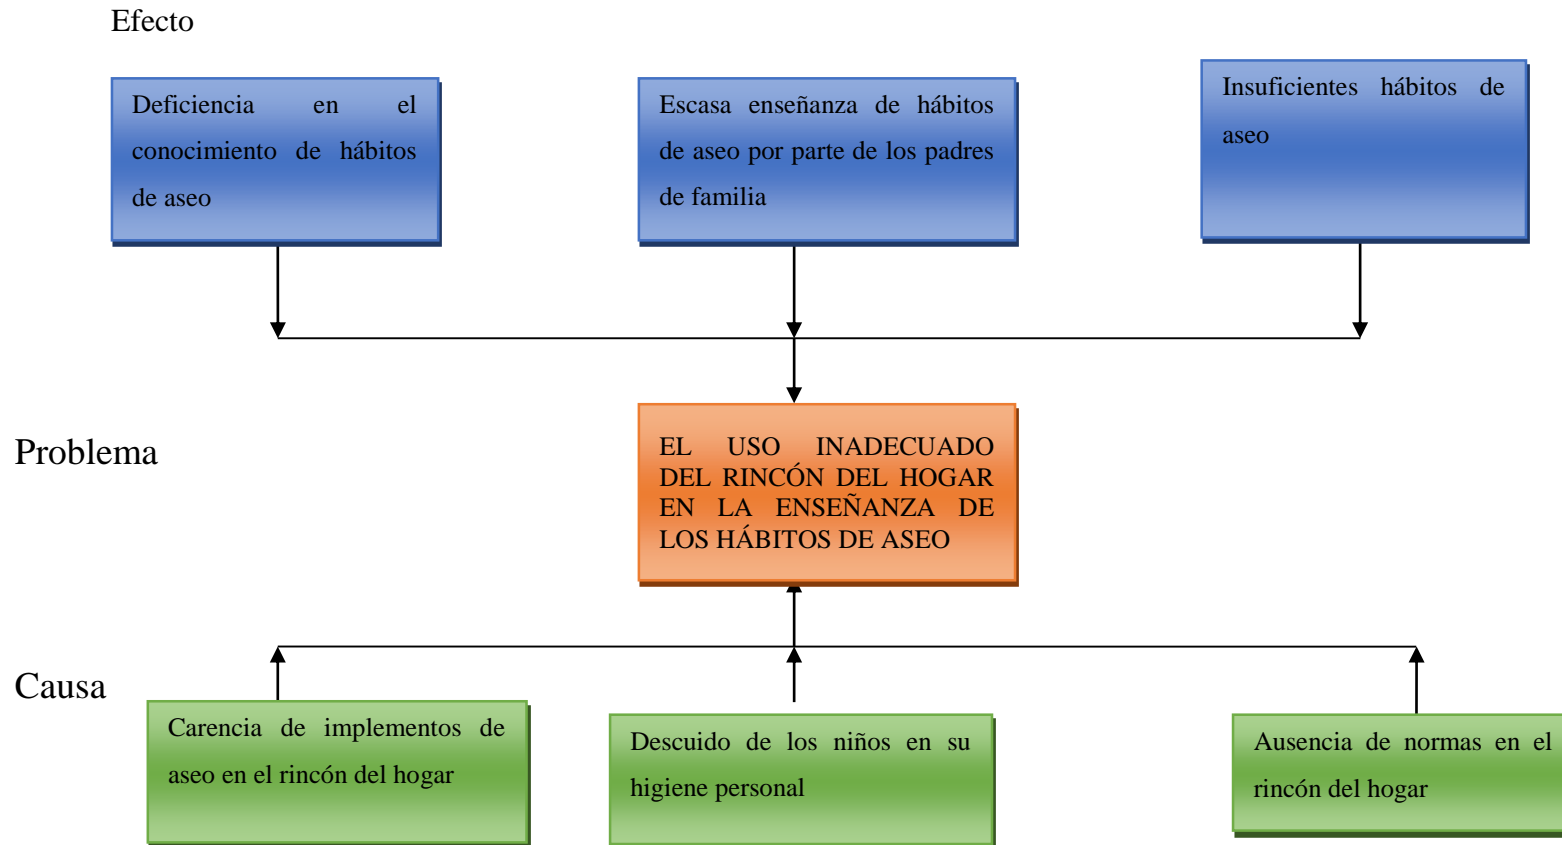 Efecto
Deficiencia en el
conocimiento de hábitos
de aseo
Escasa enseñanza de hábitos
de aseo por parte de los padres
de familia
Insuficientes hábitos de
aseo
Problema
EL USO INADECUADO
DEL RINCÓN DEL HOGAR
EN LA ENSEÑANZA DE
LOS HÁBITOS DE ASEO
Causa
Carencia de implementos de
aseo en el rincón del hogar
Descuido de los niños en su
higiene personal
Ausencia de normas en el
rincón del hogar